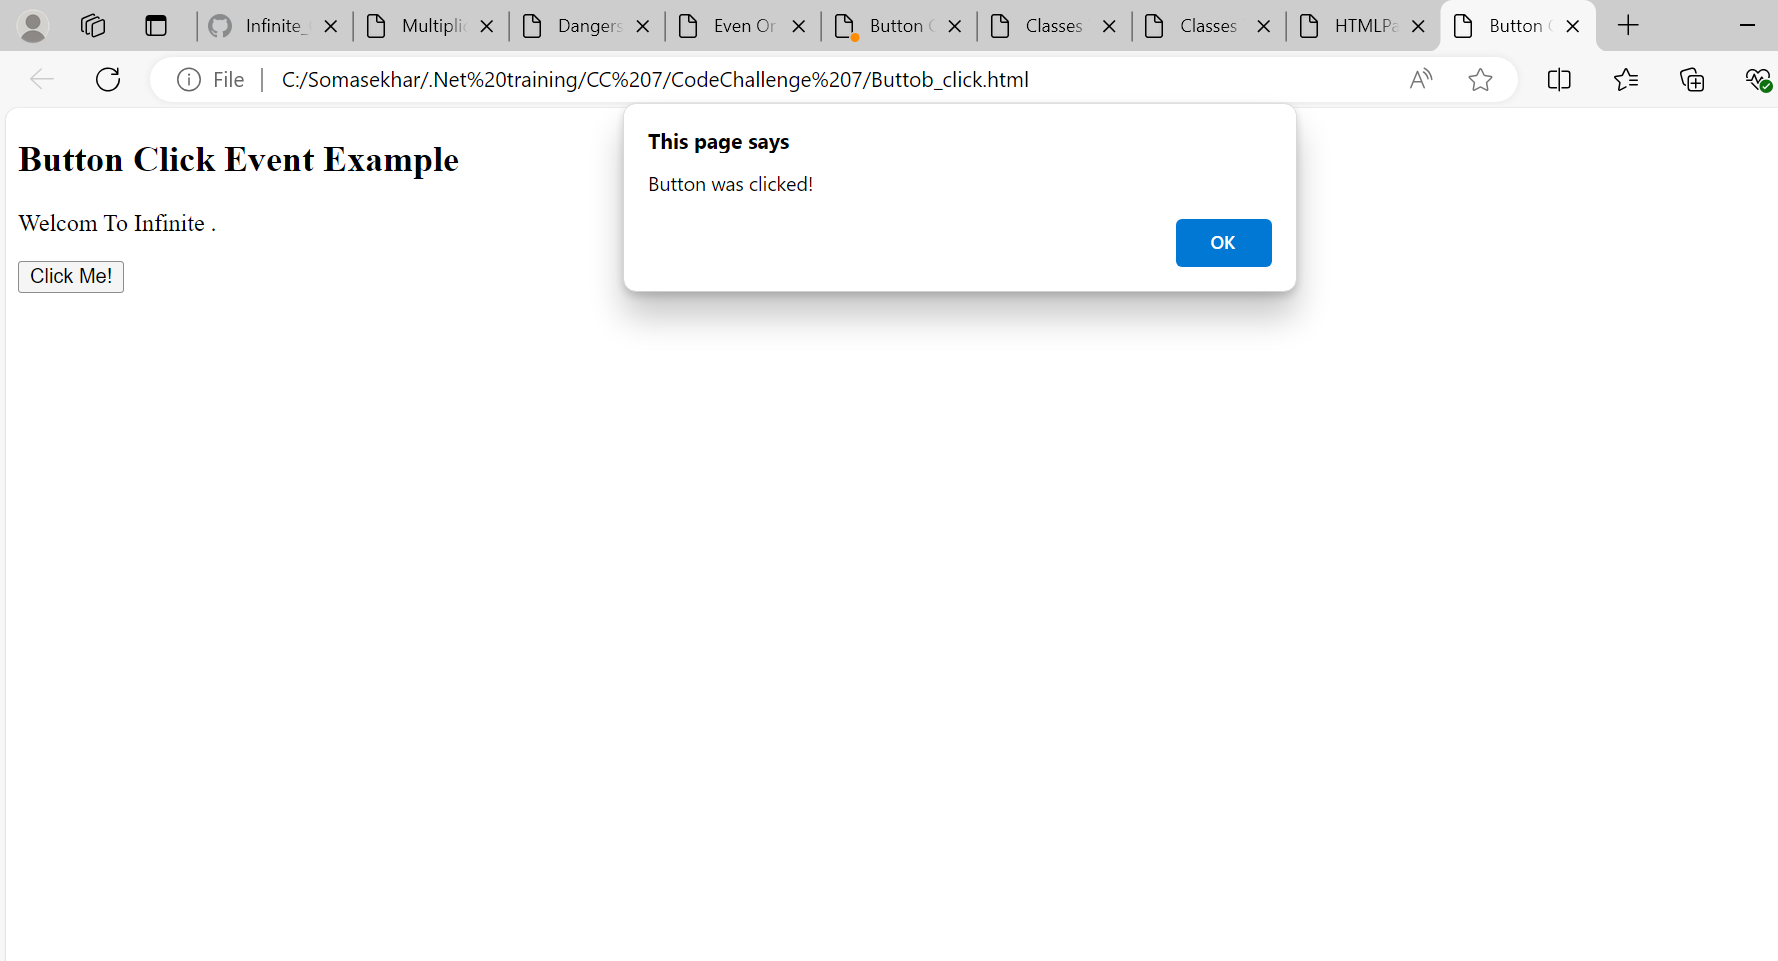 Infinite_
Multiplic
Dangers
Even Or
Button C
Classes
Classes
HTMLPa
Button C
File
C:/Somasekhar/.Net%20training/CC%207/CodeChallenge%207/Buttob_click.html
This page says
Button was clicked!
OK
Button Click Event Example
Welcom To Infinite .
Click Me!